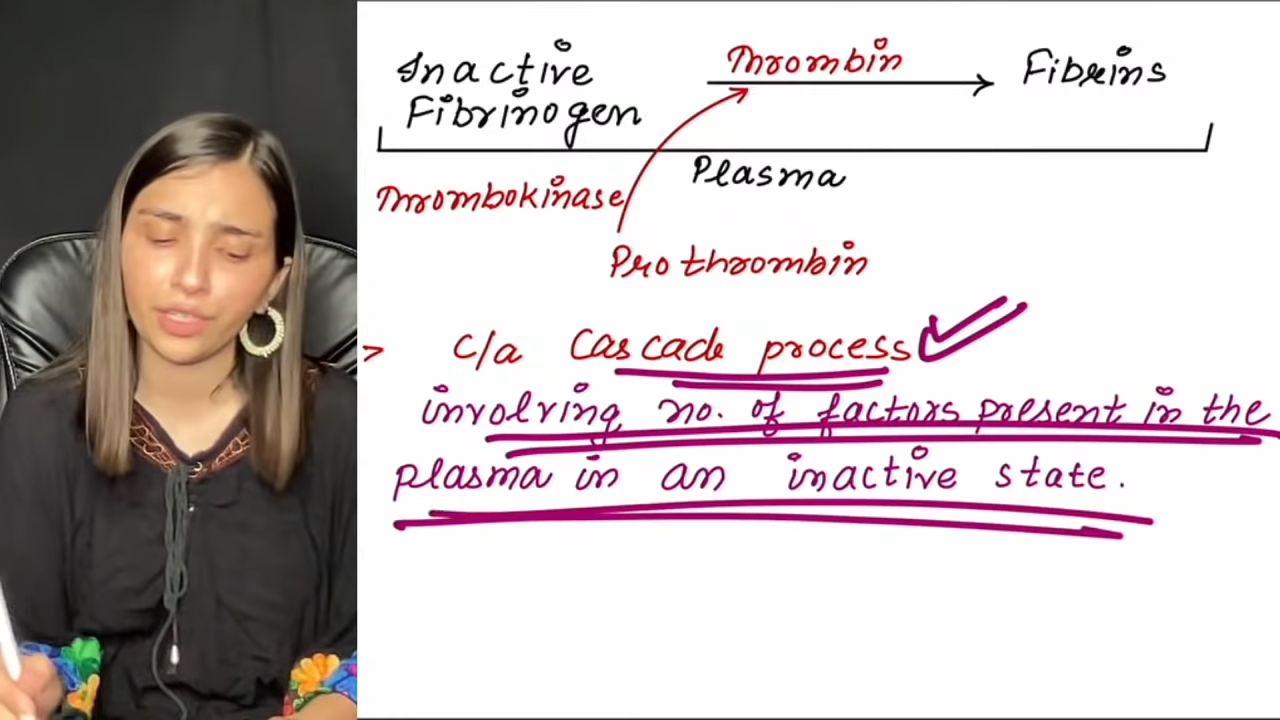 Inactive
Fibrinogen
Thrombin
Fibrins
Plasma
Thrombokinase
Prothrombin
> c/a Cascade process
involving no. of factors present in the
plasma in an inactive state.